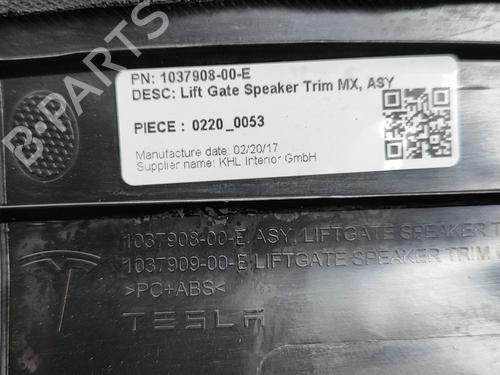 PN: 1037908-00-E
DESC: Lift Gate Speaker Trim MX, ASY
PIECE : 0220_0053
Manufacture date: 02/20/17
Supplier name: KHL Interior GmbH
1037908-00-E, ASY, LIFTGATE SPEAKER
1037909-00-E LIFTGATE SPEAKER TRIM
>PC+ABS<
TESLA